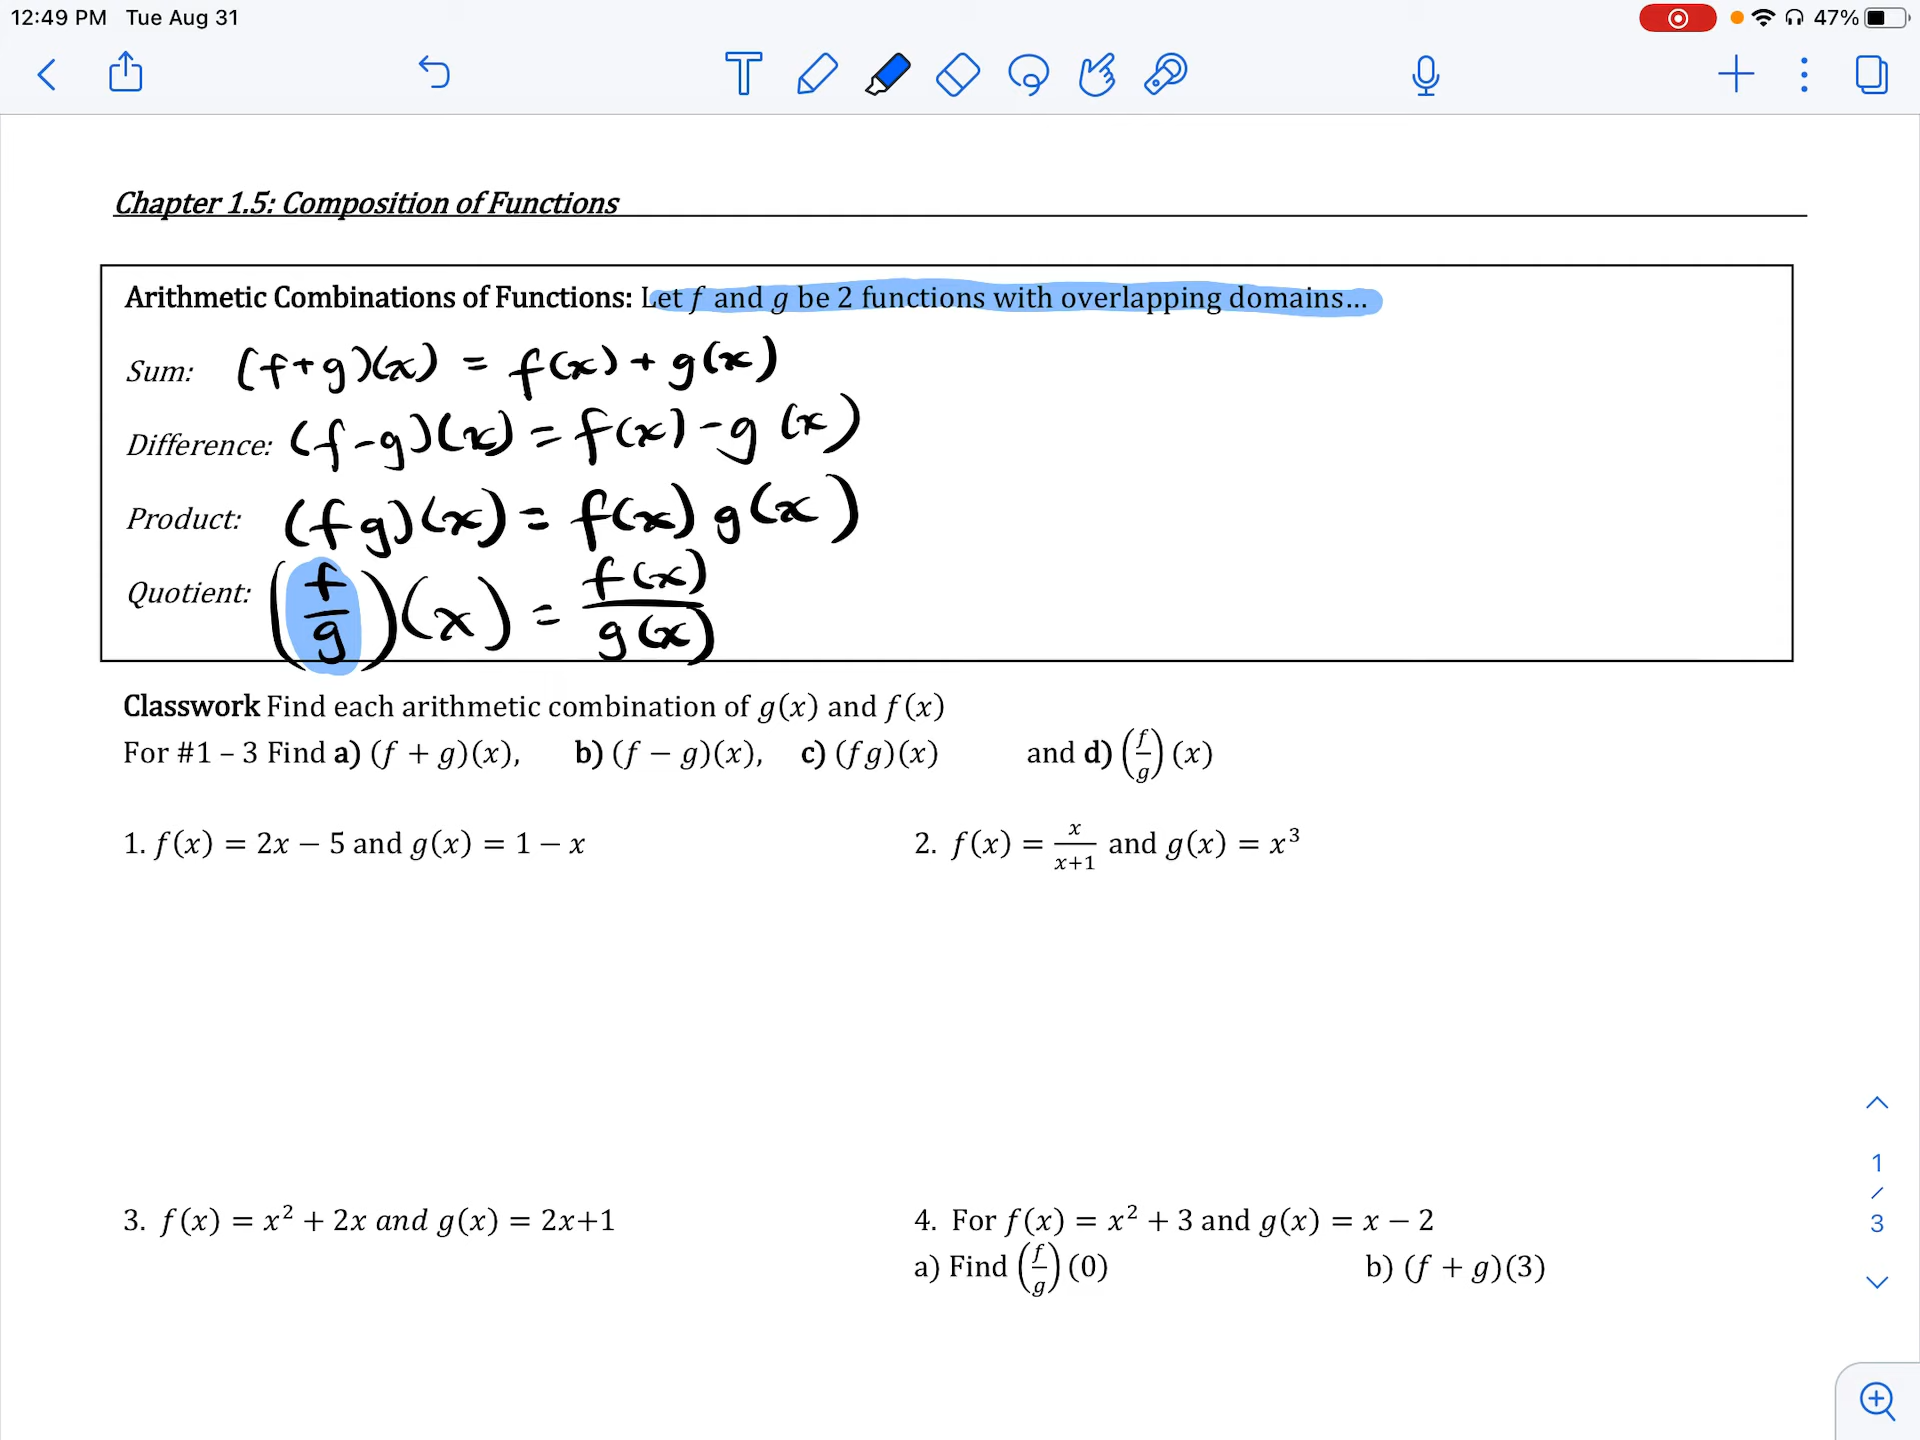 12:49 PM Tue Aug 31 47%
Chapter 1.5: Composition of Functions
Arithmetic Combinations of Functions: Let f and g be 2 functions with overlapping domains...
Sum: (f+g)(x) = f(x) + g(x)
Difference: (f-g)(x) = f(x) - g(x)
Product: (fg)(x) = f(x) g(x)
Quotient: (f/g)(x) = f(x)/g(x)
Classwork Find each arithmetic combination of g(x) and f(x)
For #1 – 3 Find a) (f + g)(x), b) (f − g)(x), c) (fg)(x) and d) (f/g)(x)
1. f(x) = 2x − 5 and g(x) = 1 − x 2. f(x) = x/(x+1) and g(x) = x³
3. f(x) = x² + 2x and g(x) = 2x+1 4. For f(x) = x² + 3 and g(x) = x − 2
a) Find (f/g)(0) b) (f + g)(3)
1
/
3